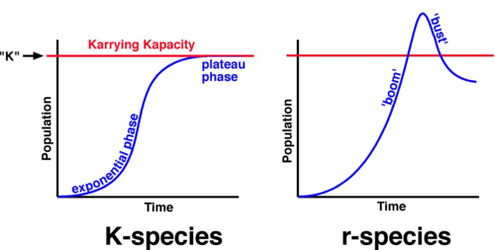 Karrying Kapacity
"K"
plateau
phase
exponential phase
Population
Time
K-species
'boom'
'bust'
Population
Time
r-species